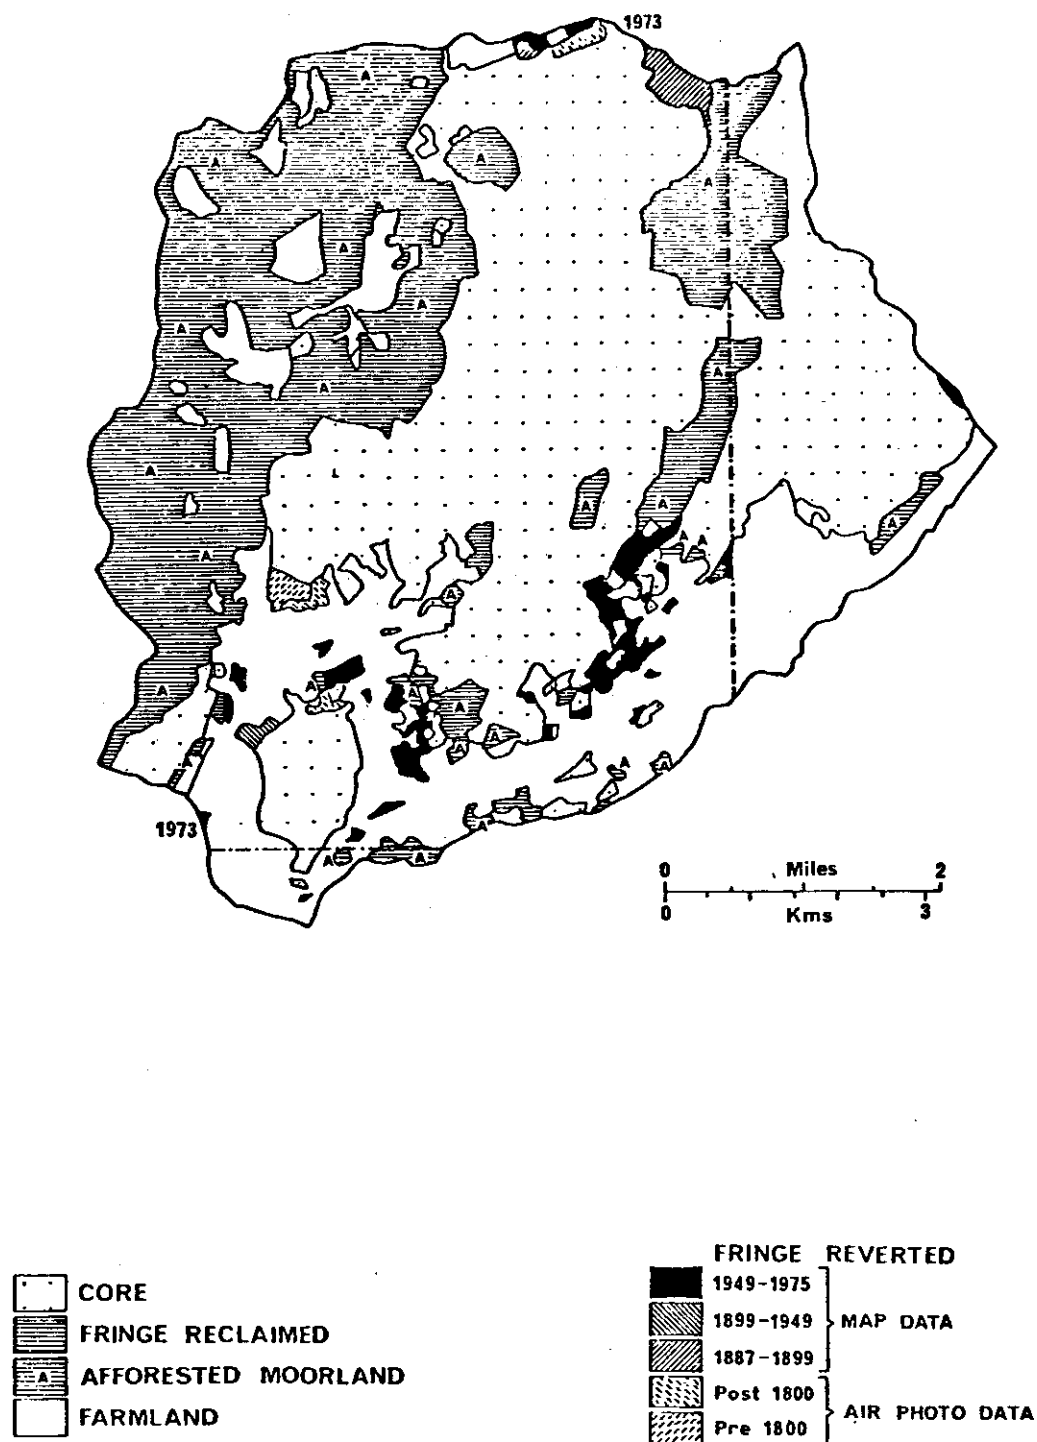 1973
A
A
A
A
A
A
A
A
A
A
A
A
L
A
A
A
A
A A
A
A
A
A
A
A
A
A
A
A
A
A
1973
A
A
0 Miles 2
0 Kms 3
CORE
FRINGE RECLAIMED
A AFFORESTED MOORLAND
FARMLAND
FRINGE REVERTED
1949-1975
1899-1949
1887-1899
MAP DATA
Post 1800
Pre 1800
AIR PHOTO DATA